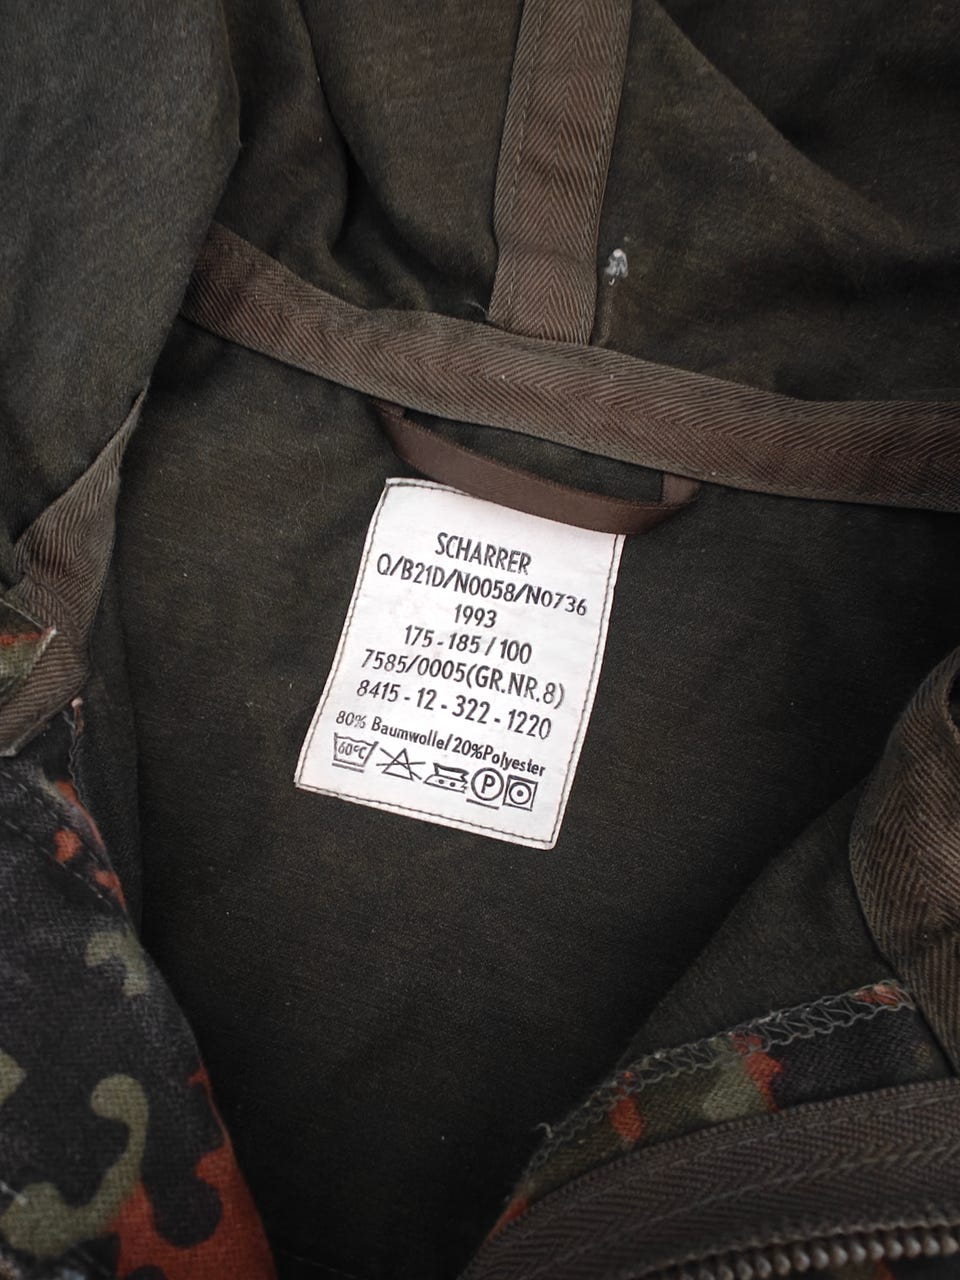 SCHARRER
Q/B21D/N0058/N0736
1993
175-185/100
7585/0005(GR.NR.8)
8415-12-322-1220
80% Baumwolle/20%Polyester
60°C P